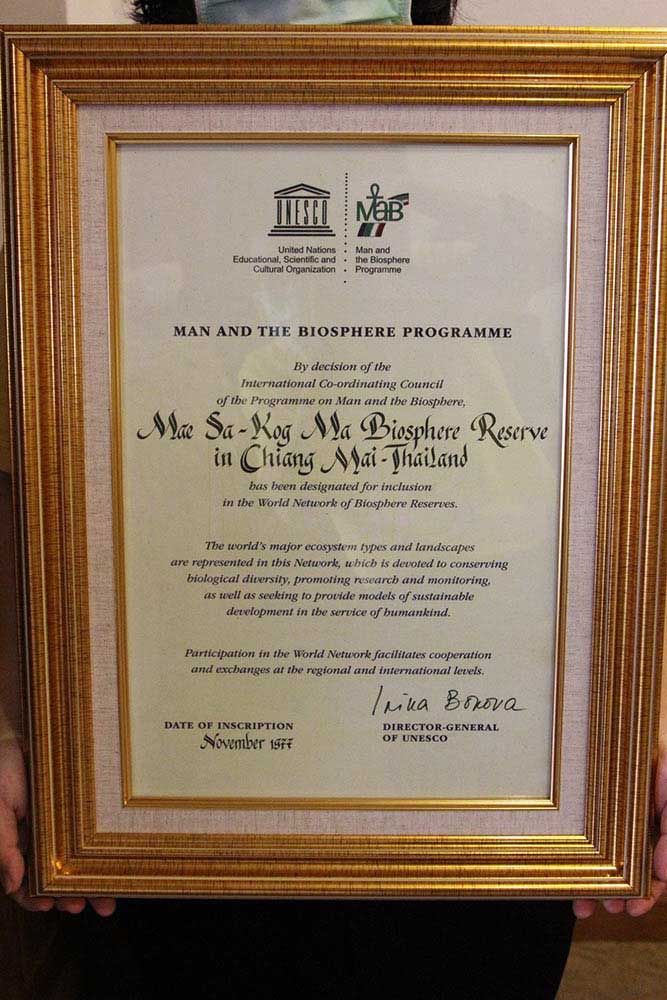 UNESCO
MaB
United Nations
Educational, Scientific and
Cultural Organization
Man and
the Biosphere
Programme
MAN AND THE BIOSPHERE PROGRAMME
By decision of the
International Co-ordinating Council
of the Programme on Man and the Biosphere,
Mae Sa-Kog Ma Biosphere Reserve
in Chiang Mai-Thailand
has been designated for inclusion
in the World Network of Biosphere Reserves.
The world's major ecosystem types and landscapes
are represented in this Network, which is devoted to conserving
biological diversity, promoting research and monitoring,
as well as seeking to provide models of sustainable
development in the service of humankind.
Participation in the World Network facilitates cooperation
and exchanges at the regional and international levels.
Irina Bokova
DATE OF INSCRIPTION
November 1977
DIRECTOR-GENERAL
OF UNESCO